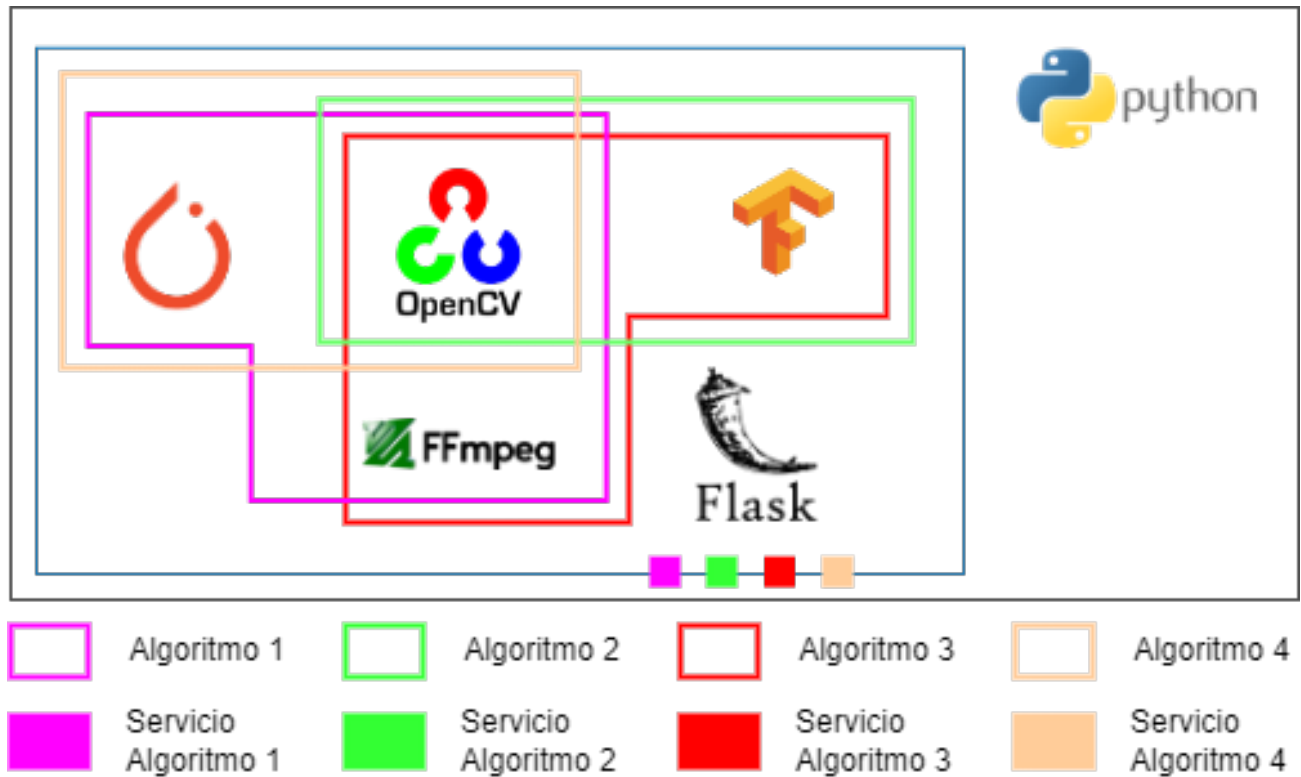 python
OpenCV
FFmpeg
Flask
Algoritmo 1
Algoritmo 2
Algoritmo 3
Algoritmo 4
Servicio
Algoritmo 1
Servicio
Algoritmo 2
Servicio
Algoritmo 3
Servicio
Algoritmo 4